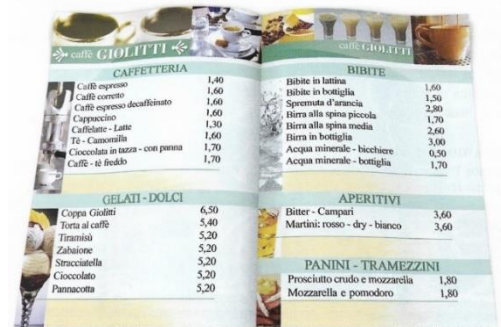 caffè GIOLITTI
CAFFETTERIA
Caffè espresso 1,40
Caffè correto 1,60
Caffè espresso decaffeinato 1,60
Cappuccino 1,60
Caffelatte - Latte 1,30
Tè - Camomilla 1,60
Cioccolata in tazza - con panna 1,70
Caffè - tè freddo 1,70
GELATI - DOLCI
Coppa Giolitti 6,50
Torta al caffè 5,40
Tiramisù 5,20
Zabaione 5,20
Stracciatella 5,20
Cioccolato 5,20
Pannacotta 5,20
caffè GIOLITTI
BIBITE
Bibite in lattina 1,60
Bibite in bottiglia 1,50
Spremuta d'arancia 2,80
Birra alla spina piccola 1,70
Birra alla spina media 2,60
Birra in bottiglia 3,00
Acqua minerale - bicchiere 0,50
Acqua minerale - bottiglia 1,70
APERITIVI
Bitter - Campari 3,60
Martini: rosso - dry - bianco 3,60
PANINI - TRAMEZZINI
Prosciutto crudo e mozzarella 1,80
Mozzarella e pomodoro 1,80